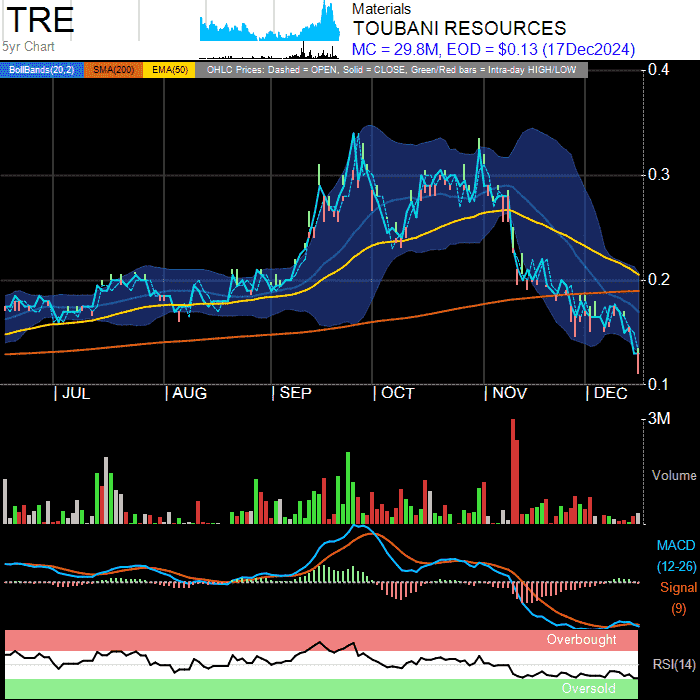 TRE
5yr Chart
Materials
TOUBANI RESOURCES
MC = 29.8M, EOD = $0.13 (17Dec2024)
BollBands(20,2) SMA(200) EMA(50) OHLC Prices: Dashed = OPEN, Solid = CLOSE, Green/Red bars = Intra-day HIGH/LOW
0.4
0.3
0.2
0.1
| JUL | AUG | SEP | OCT | NOV | DEC
3M
Volume
MACD
(12-26)
Signal
(9)
Overbought
RSI(14)
Oversold